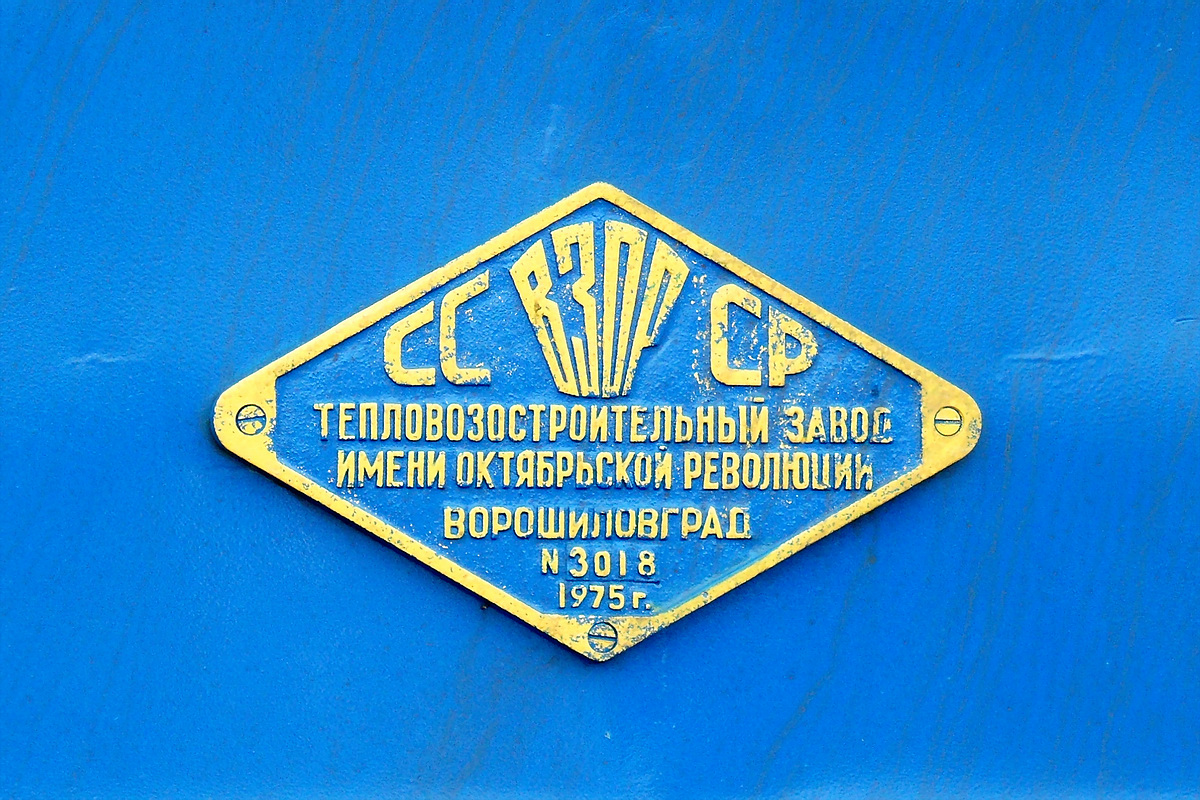 СС ВЗОР СР
ТЕПЛОВОЗОСТРОИТЕЛЬНЫЙ ЗАВОД
ИМЕНИ ОКТЯБРЬСКОЙ РЕВОЛЮЦИИ
ВОРОШИЛОВГРАД
N 3018
1975 г.